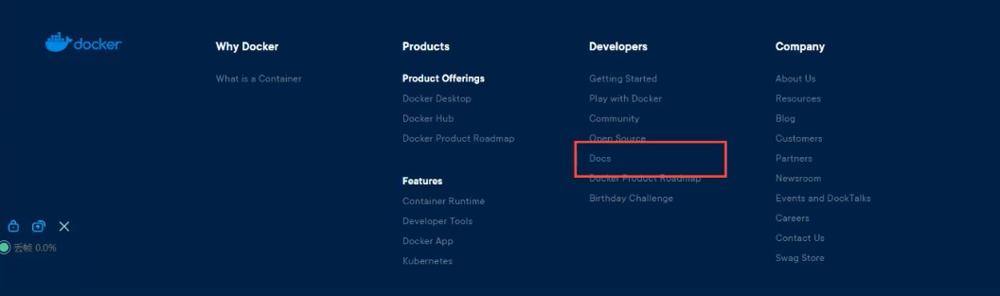 docker
Why Docker
What is a Container
Products
Product Offerings
Docker Desktop
Docker Hub
Docker Product Roadmap
Features
Container Runtime
Developer Tools
Docker App
Kubernetes
Developers
Getting Started
Play with Docker
Community
Open Source
Docs
Docker Product Roadmap
Birthday Challenge
Company
About Us
Resources
Blog
Customers
Partners
Newsroom
Events and DockTalks
Careers
Contact Us
Swag Store
丢帧 0.0%